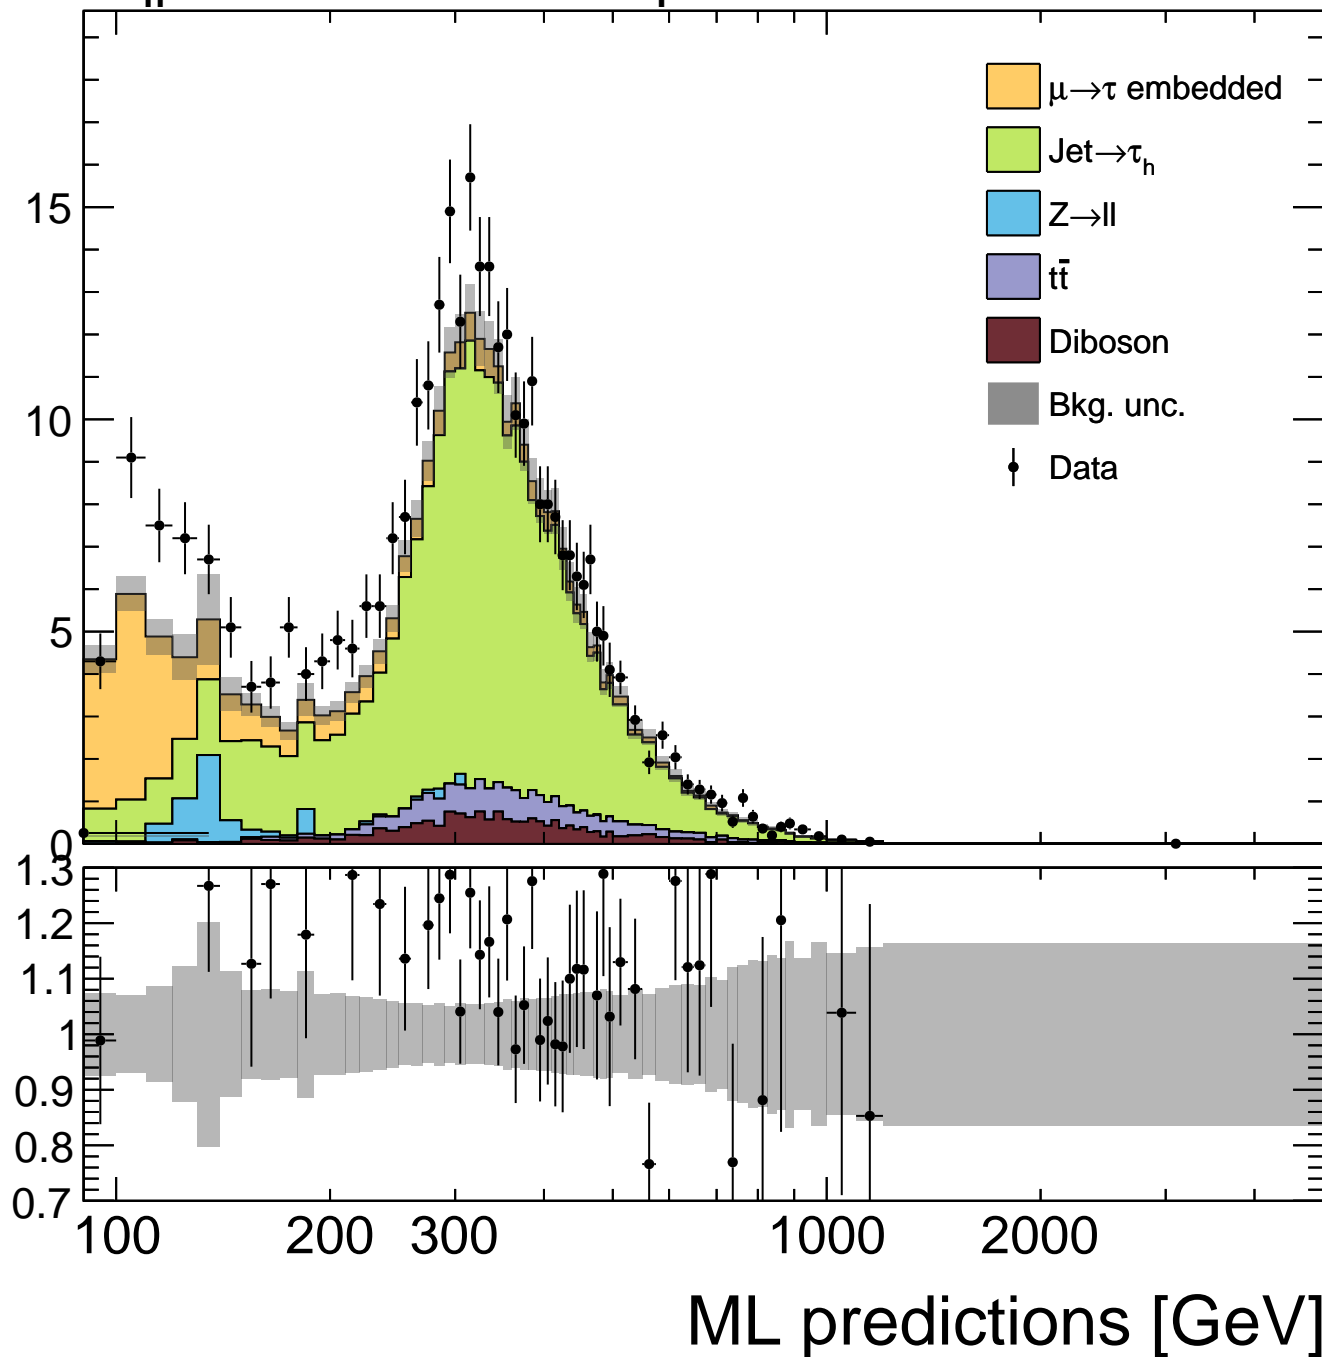 μ→τ embedded
Jet→τh
Z→ll
tt̄
Diboson
Bkg. unc.
Data
15
10
5
0
1.3
1.2
1.1
1
0.9
0.8
0.7
100 200 300 1000 2000
ML predictions [GeV]